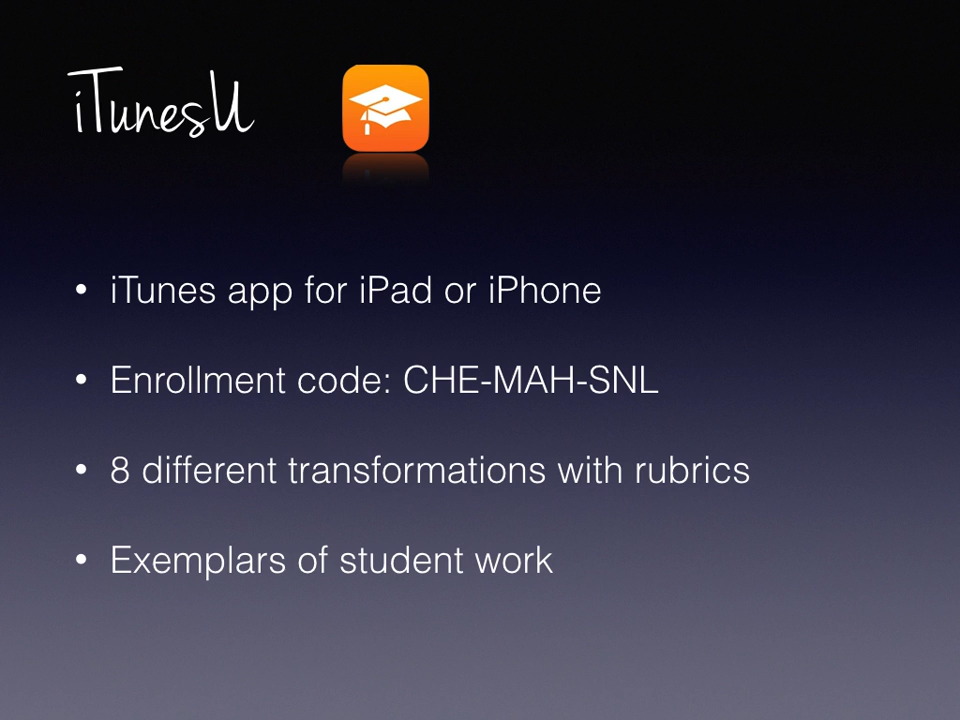 iTunesU
• iTunes app for iPad or iPhone
• Enrollment code: CHE-MAH-SNL
• 8 different transformations with rubrics
• Exemplars of student work